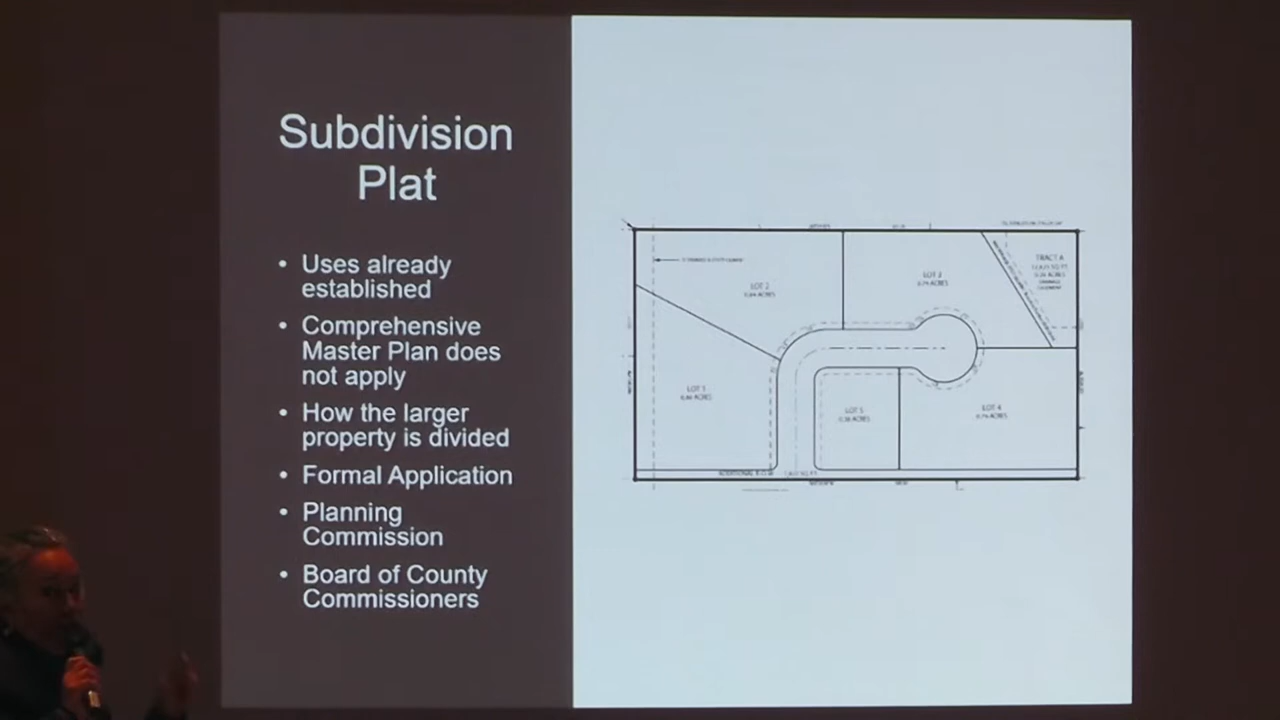 Subdivision
Plat
• Uses already
established
• Comprehensive
Master Plan does
not apply
• How the larger
property is divided
• Formal Application
• Planning
Commission
• Board of County
Commissioners
LOT 2
LOT 3
TRACT A
LOT 1
LOT 5
LOT 4